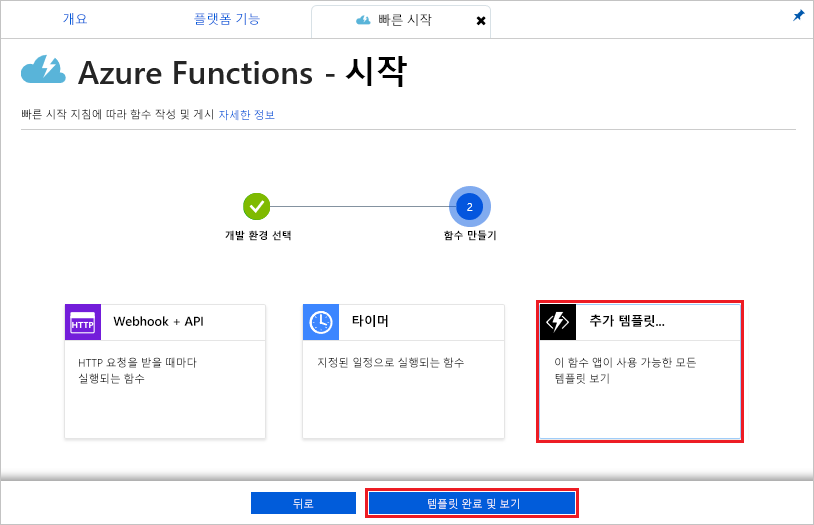 개요 플랫폼 기능 빠른 시작
Azure Functions - 시작
빠른 시작 지침에 따라 함수 작성 및 게시 자세한 정보
2
개발 환경 선택 함수 만들기
HTTP Webhook + API
HTTP 요청을 받을 때마다
실행되는 함수
타이머
지정된 일정으로 실행되는 함수
추가 템플릿...
이 함수 앱이 사용 가능한 모든
템플릿 보기
뒤로 템플릿 완료 및 보기